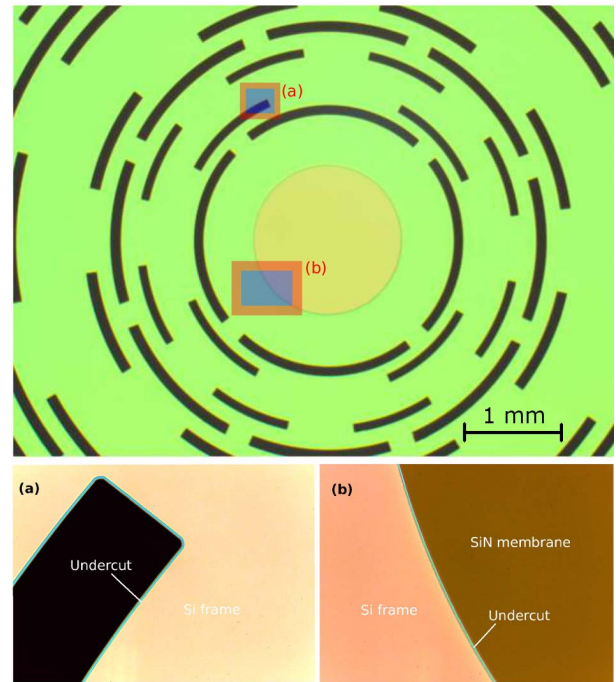 (a)
(b)
1 mm
(a)
Undercut
Si frame
(b)
SiN membrane
Si frame
Undercut